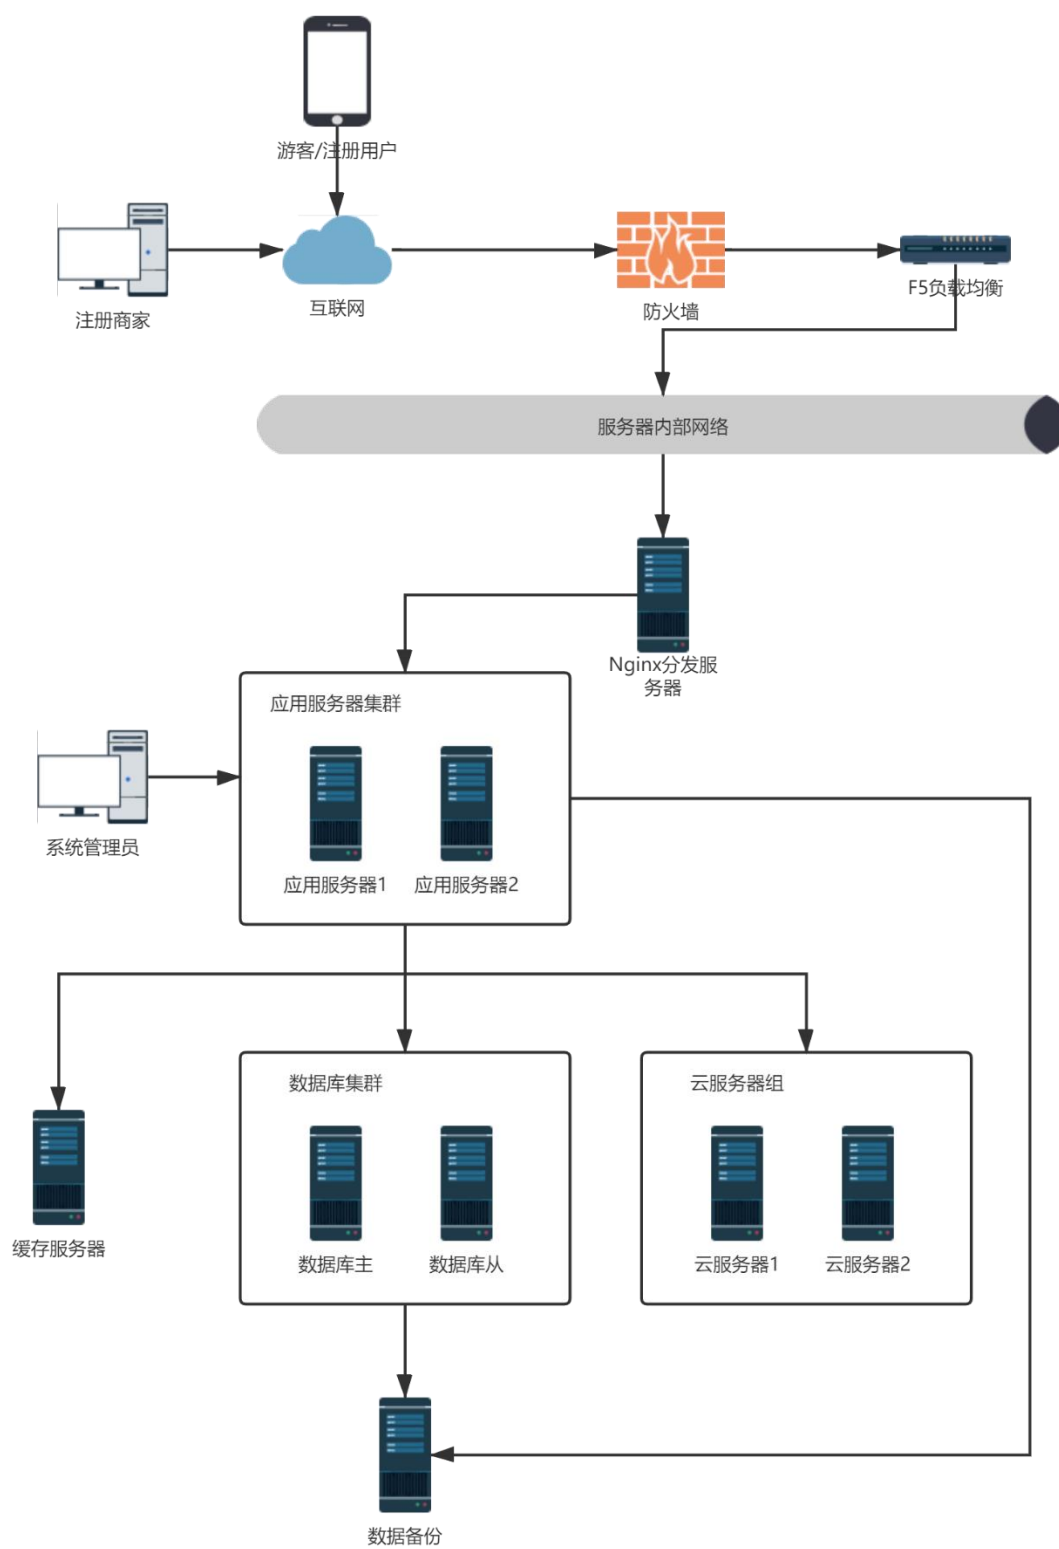 游客/注册用户
注册商家
互联网
防火墙
F5负载均衡
服务器内部网络
Nginx分发服
务器
应用服务器集群
应用服务器1
应用服务器2
系统管理员
数据库集群
数据库主
数据库从
云服务器组
云服务器1
云服务器2
缓存服务器
数据备份